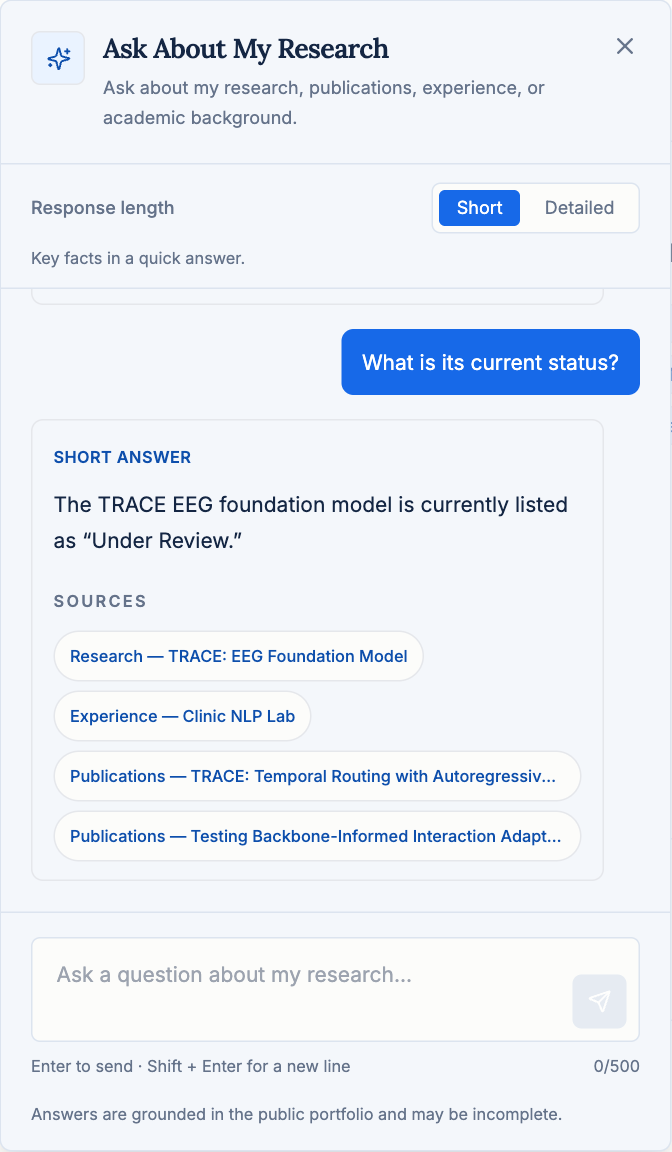 Ask About My Research
Ask about my research, publications, experience, or
academic background.
Response length
Short
Detailed
Key facts in a quick answer.
What is its current status?
SHORT ANSWER
The TRACE EEG foundation model is currently listed
as “Under Review.”
SOURCES
Research — TRACE: EEG Foundation Model
Experience — Clinic NLP Lab
Publications — TRACE: Temporal Routing with Autoregressiv...
Publications — Testing Backbone-Informed Interaction Adapt...
Ask a question about my research...
Enter to send · Shift + Enter for a new line
0/500
Answers are grounded in the public portfolio and may be incomplete.